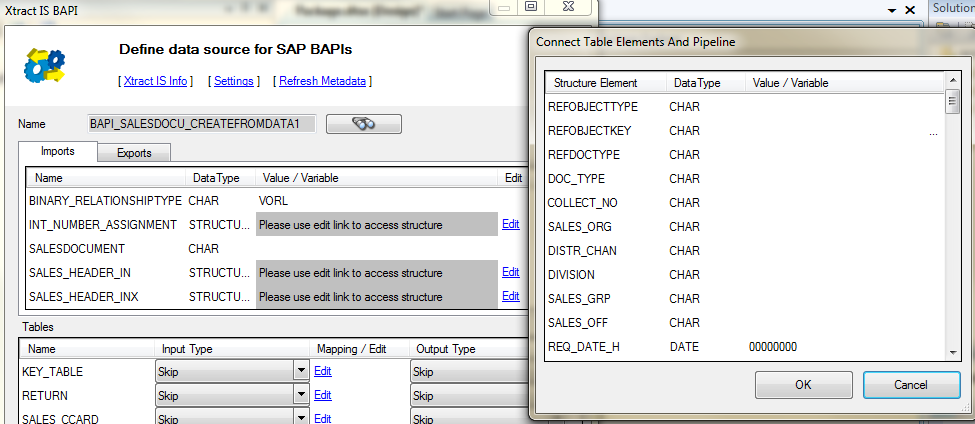 Xtract IS BAPI
Define data source for SAP BAPIs
[ Xtract IS Info ] [ Settings ] [ Refresh Metadata ]
Name BAPI_SALESDOCU_CREATEFROMDATA1
Imports Exports
Name DataType Value / Variable Edit
BINARY_RELATIONSHIPTYPE CHAR VORL
INT_NUMBER_ASSIGNMENT STRUCTU... Please use edit link to access structure Edit
SALESDOCUMENT CHAR
SALES_HEADER_IN STRUCTU... Please use edit link to access structure Edit
SALES_HEADER_INX STRUCTU... Please use edit link to access structure Edit
Tables
Name Input Type Mapping / Edit Output Type
KEY_TABLE Skip Edit Skip
RETURN Skip Edit Skip
SALES_CCARD Skip Edit Skip
Solution
Connect Table Elements And Pipeline
Structure Element DataType Value / Variable
REFOBJECTTYPE CHAR
REFOBJECTKEY CHAR ...
REFDOCTYPE CHAR
DOC_TYPE CHAR
COLLECT_NO CHAR
SALES_ORG CHAR
DISTR_CHAN CHAR
DIVISION CHAR
SALES_GRP CHAR
SALES_OFF CHAR
REQ_DATE_H DATE 00000000
OK Cancel